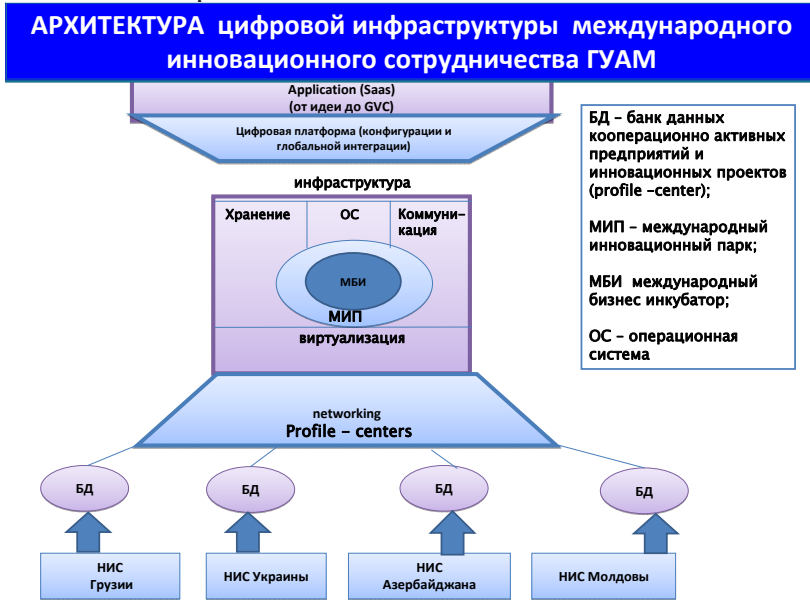 АРХИТЕКТУРА цифровой инфраструктуры международного
инновационного сотрудничества ГУАМ
Application (Saas)
(от идеи до GVC)
Цифровая платформа (конфигурации и
глобальной интеграции)
инфраструктура
Хранение
ОС
Коммуни-
кация
МБИ
МИП
виртуализация
networking
Profile – centers
БД
БД
БД
БД
НИС
Грузии
НИС Украины
НИС
Азербайджана
НИС Молдовы
БД – банк данных
кооперационно активных
предприятий и
инновационных проектов
(profile –center);
МИП – международный
инновационный парк;
МБИ международный
бизнес инкубатор;
ОС – операционная
система